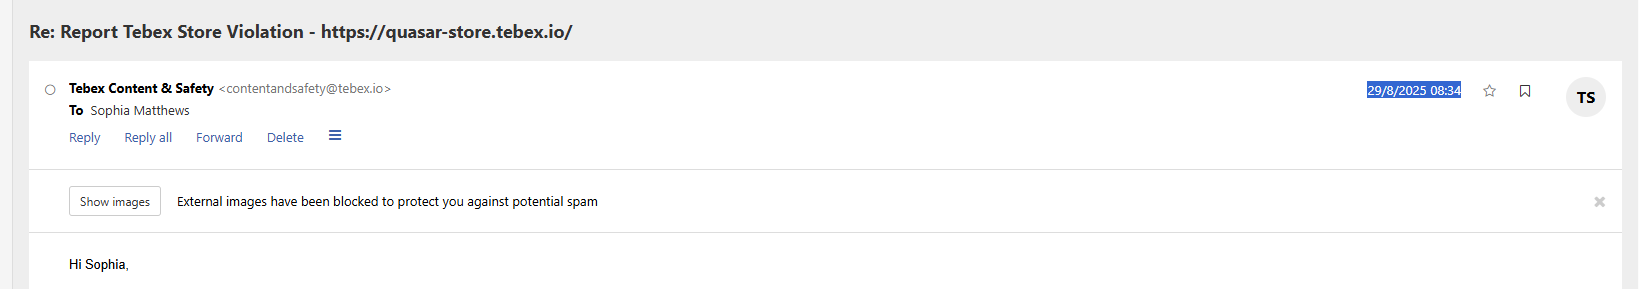 Re: Report Tebex Store Violation - https://quasar-store.tebex.io/
Tebex Content & Safety <contentandsafety@tebex.io>
29/8/2025 08:34
TS
To Sophia Matthews
Reply Reply all Forward Delete
Show images External images have been blocked to protect you against potential spam
Hi Sophia,